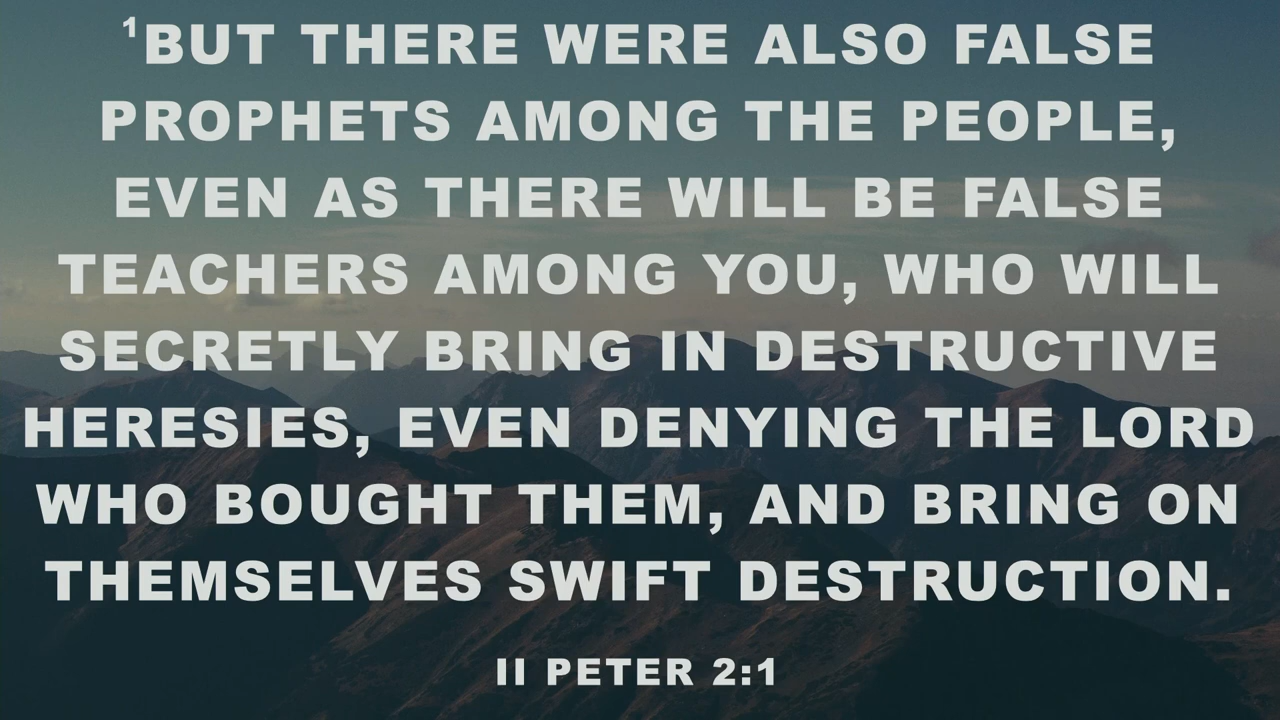 ¹BUT THERE WERE ALSO FALSE
PROPHETS AMONG THE PEOPLE,
EVEN AS THERE WILL BE FALSE
TEACHERS AMONG YOU, WHO WILL
SECRETLY BRING IN DESTRUCTIVE
HERESIES, EVEN DENYING THE LORD
WHO BOUGHT THEM, AND BRING ON
THEMSELVES SWIFT DESTRUCTION.
II PETER 2:1